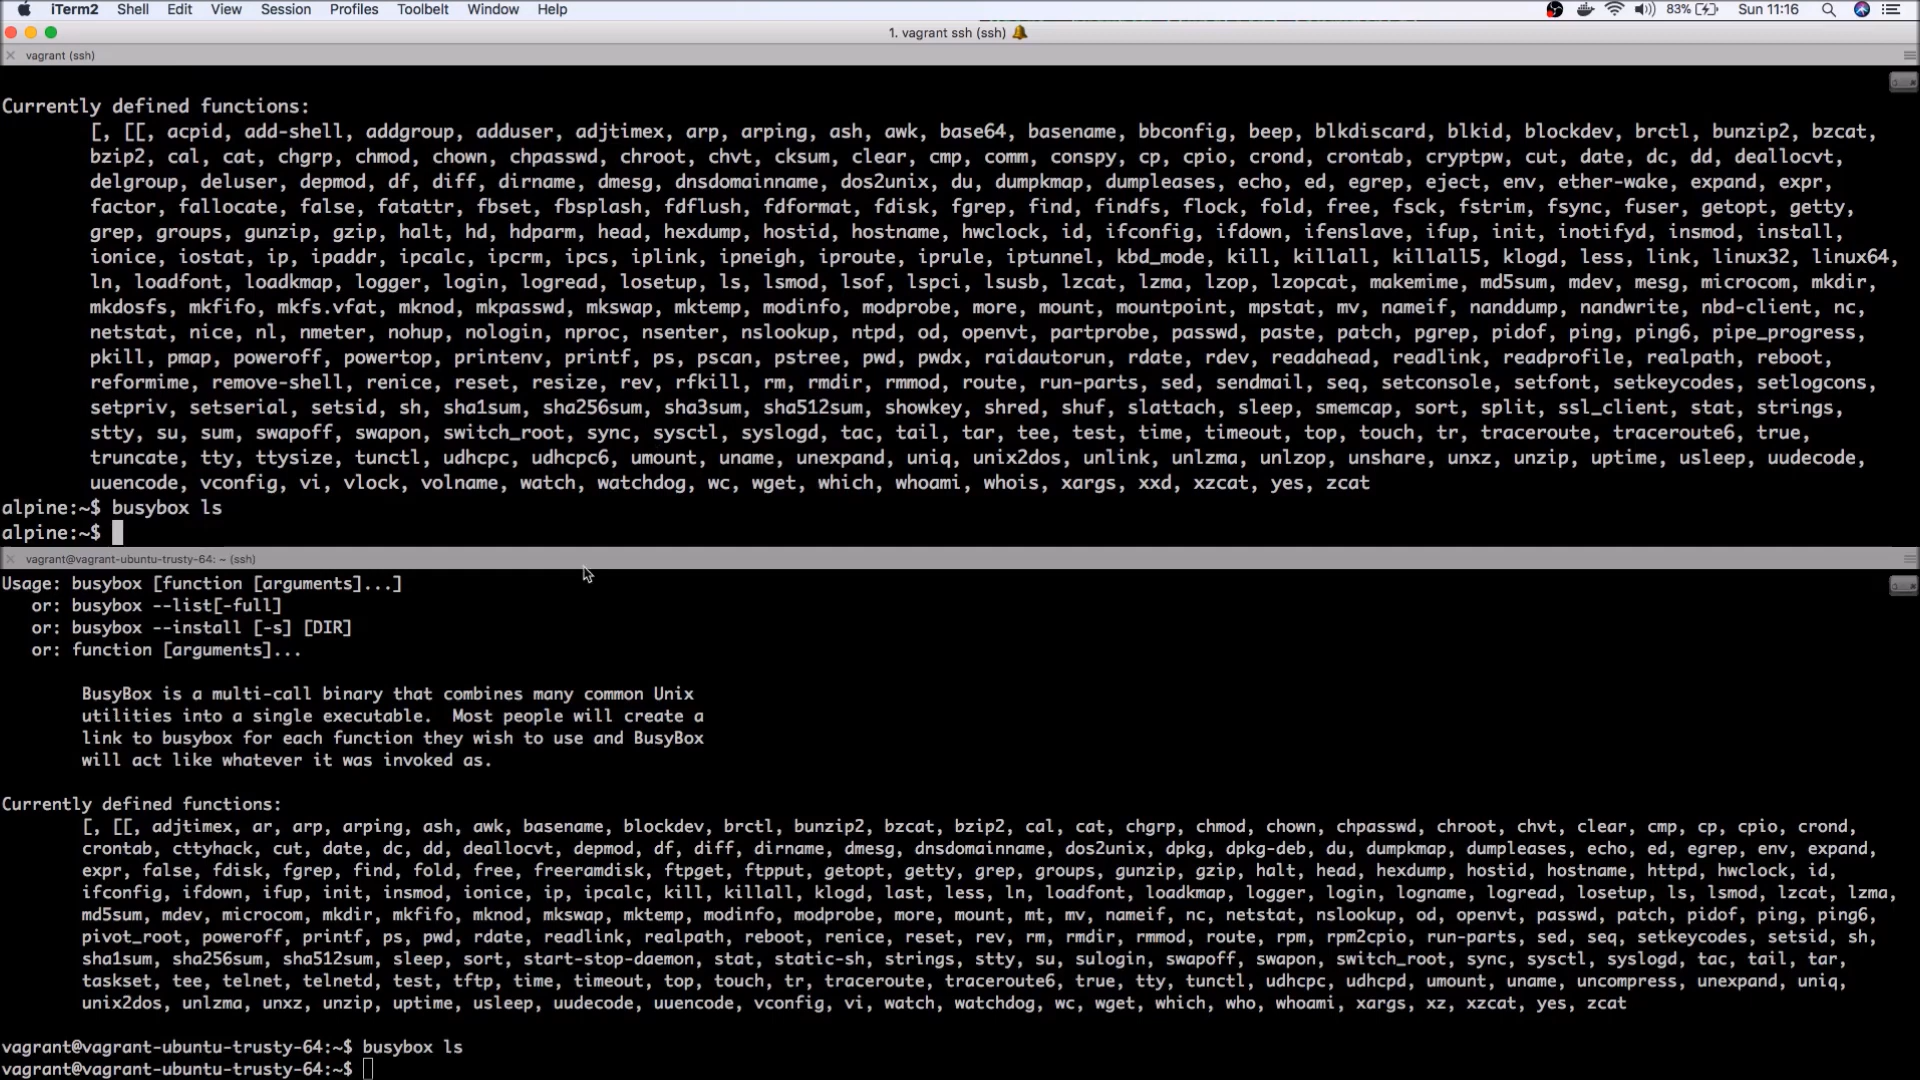 iTerm2 Shell Edit View Session Profiles Toolbelt Window Help 83% Sun 11:16
1. vagrant ssh (ssh)
vagrant (ssh)
Currently defined functions:
[, [[, acpid, add-shell, addgroup, adduser, adjtimex, arp, arping, ash, awk, base64, basename, bbconfig, beep, blkdiscard, blkid, blockdev, brctl, bunzip2, bzcat,
bzip2, cal, cat, chgrp, chmod, chown, chpasswd, chroot, chvt, cksum, clear, cmp, comm, conspy, cp, cpio, crond, crontab, cryptpw, cut, date, dc, dd, deallocvt,
delgroup, deluser, depmod, df, diff, dirname, dmesg, dnsdomainname, dos2unix, du, dumpkmap, dumpleases, echo, ed, egrep, eject, env, ether-wake, expand, expr,
factor, fallocate, false, fatattr, fbset, fbsplash, fdflush, fdformat, fdisk, fgrep, find, findfs, flock, fold, free, fsck, fstrim, fsync, fuser, getopt, getty,
grep, groups, gunzip, gzip, halt, hd, hdparm, head, hexdump, hostid, hostname, hwclock, id, ifconfig, ifdown, ifenslave, ifup, init, inotifyd, insmod, install,
ionice, iostat, ip, ipaddr, ipcalc, ipcrm, ipcs, iplink, ipneigh, iproute, iprule, iptunnel, kbd_mode, kill, killall, killall5, klogd, less, link, linux32, linux64,
ln, loadfont, loadkmap, logger, login, logread, losetup, ls, lsmod, lsof, lspci, lsusb, lzcat, lzma, lzop, lzopcat, makemime, md5sum, mdev, mesg, microcom, mkdir,
mkdosfs, mkfifo, mkfs.vfat, mknod, mkpasswd, mkswap, mktemp, modinfo, modprobe, more, mount, mountpoint, mpstat, mv, nameif, nanddump, nandwrite, nbd-client, nc,
netstat, nice, nl, nmeter, nohup, nologin, nproc, nsenter, nslookup, ntpd, od, openvt, partprobe, passwd, paste, patch, pgrep, pidof, ping, ping6, pipe_progress,
pkill, pmap, poweroff, powertop, printenv, printf, ps, pscan, pstree, pwd, pwdx, raidautorun, rdate, rdev, readahead, readlink, readprofile, realpath, reboot,
reformime, remove-shell, renice, reset, resize, rev, rfkill, rm, rmdir, rmmod, route, run-parts, sed, sendmail, seq, setconsole, setfont, setkeycodes, setlogcons,
setpriv, setserial, setsid, sh, sha1sum, sha256sum, sha3sum, sha512sum, showkey, shred, shuf, slattach, sleep, smemcap, sort, split, ssl_client, stat, strings,
stty, su, sum, swapoff, swapon, switch_root, sync, sysctl, syslogd, tac, tail, tar, tee, test, time, timeout, top, touch, tr, traceroute, traceroute6, true,
truncate, tty, ttysize, tunctl, udhcpc, udhcpc6, umount, uname, unexpand, uniq, unix2dos, unlink, unlzma, unlzop, unshare, unxz, unzip, uptime, usleep, uudecode,
uuencode, vconfig, vi, vlock, volname, watch, watchdog, wc, wget, which, whoami, whois, xargs, xxd, xzcat, yes, zcat
alpine:~$ busybox ls
alpine:~$
vagrant@vagrant-ubuntu-trusty-64: ~ (ssh)
Usage: busybox [function [arguments]...]
or: busybox --list[-full]
or: busybox --install [-s] [DIR]
or: function [arguments]...
BusyBox is a multi-call binary that combines many common Unix
utilities into a single executable.  Most people will create a
link to busybox for each function they wish to use and BusyBox
will act like whatever it was invoked as.
Currently defined functions:
[, [[, adjtimex, ar, arp, arping, ash, awk, basename, blockdev, brctl, bunzip2, bzcat, bzip2, cal, cat, chgrp, chmod, chown, chpasswd, chroot, chvt, clear, cmp, cp, cpio, crond,
crontab, cttyhack, cut, date, dc, dd, deallocvt, depmod, df, diff, dirname, dmesg, dnsdomainname, dos2unix, dpkg, dpkg-deb, du, dumpkmap, dumpleases, echo, ed, egrep, env, expand,
expr, false, fdisk, fgrep, find, fold, free, freeramdisk, ftpget, ftpput, getopt, getty, grep, groups, gunzip, gzip, halt, head, hexdump, hostid, hostname, httpd, hwclock, id,
ifconfig, ifdown, ifup, init, insmod, ionice, ip, ipcalc, kill, killall, klogd, last, less, ln, loadfont, loadkmap, logger, login, logname, logread, losetup, ls, lsmod, lzcat, lzma,
md5sum, mdev, microcom, mkdir, mkfifo, mknod, mkswap, mktemp, modinfo, modprobe, more, mount, mt, mv, nameif, nc, netstat, nslookup, od, openvt, passwd, patch, pidof, ping, ping6,
pivot_root, poweroff, printf, ps, pwd, rdate, readlink, realpath, reboot, renice, reset, rev, rm, rmdir, rmmod, route, rpm, rpm2cpio, run-parts, sed, seq, setkeycodes, setsid, sh,
sha1sum, sha256sum, sha512sum, sleep, sort, start-stop-daemon, stat, static-sh, strings, stty, su, sulogin, swapoff, swapon, switch_root, sync, sysctl, syslogd, tac, tail, tar,
taskset, tee, telnet, telnetd, test, tftp, time, timeout, top, touch, tr, traceroute, traceroute6, true, tty, tunctl, udhcpc, udhcpd, umount, uname, uncompress, unexpand, uniq,
unix2dos, unlzma, unxz, unzip, uptime, usleep, uudecode, uuencode, vconfig, vi, watch, watchdog, wc, wget, which, who, whoami, xargs, xz, xzcat, yes, zcat
vagrant@vagrant-ubuntu-trusty-64:~$ busybox ls
vagrant@vagrant-ubuntu-trusty-64:~$